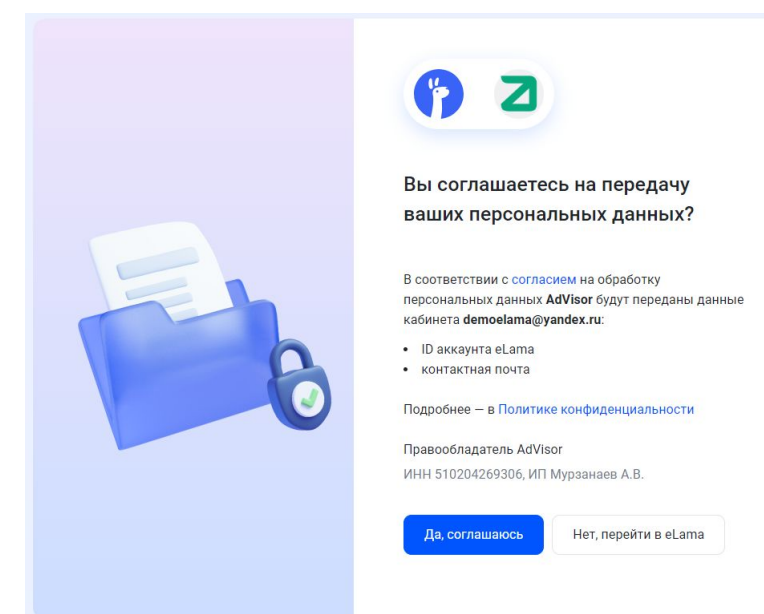 Вы соглашаетесь на передачу
ваших персональных данных?
В соответствии с согласием на обработку
персональных данных AdVisor будут переданы данные
кабинета demoelama@yandex.ru:
• ID аккаунта eLama
• контактная почта
Подробнее — в Политике конфиденциальности
Правообладатель AdVisor
ИНН 510204269306, ИП Мурзанаев А.В.
Да, соглашаюсь
Нет, перейти в eLama